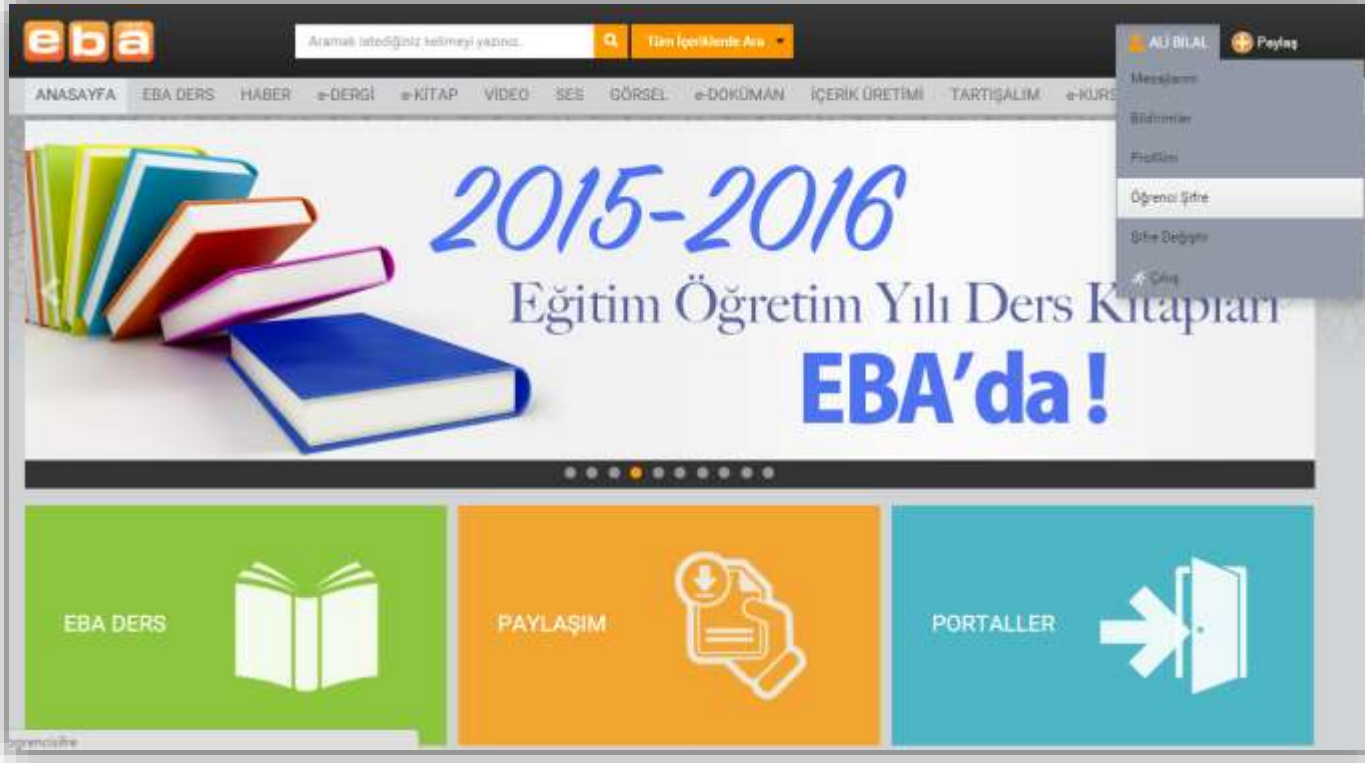 eba
Aramak istediğiniz kelimeyi yazınız.
Tüm İçeriklerde Ara
ALİ BİLAL
Paylaş
ANASAYFA EBA DERS HABER e-DERGİ e-KİTAP VİDEO SES GÖRSEL e-DOKÜMAN İÇERİK ÜRETİMİ TARTIŞALIM e-KURS
Mesajlarım
Bildirimler
Profilim
Öğrenci Şifre
Şifre Değiştir
Çıkış
2015-2016
Eğitim Öğretim Yılı Ders Kitapları
EBA'da !
EBA DERS
PAYLAŞIM
PORTALLER
ogrencisifre